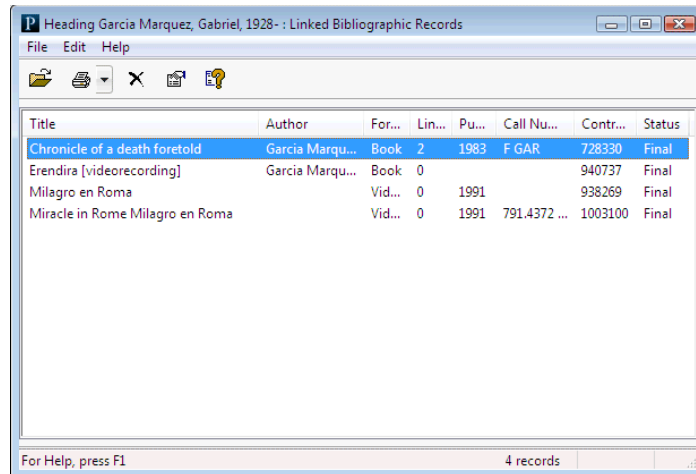 P Heading Garcia Marquez, Gabriel, 1928- : Linked Bibliographic Records
File Edit Help
Title Author For... Lin... Pu... Call Nu... Contr... Status
Chronicle of a death foretold Garcia Marqu... Book 2 1983 F GAR 728330 Final
Erendira [videorecording] Garcia Marqu... Book 0 940737 Final
Milagro en Roma Vid... 0 1991 938269 Final
Miracle in Rome Milagro en Roma Vid... 0 1991 791.4372 ... 1003100 Final
For Help, press F1 4 records